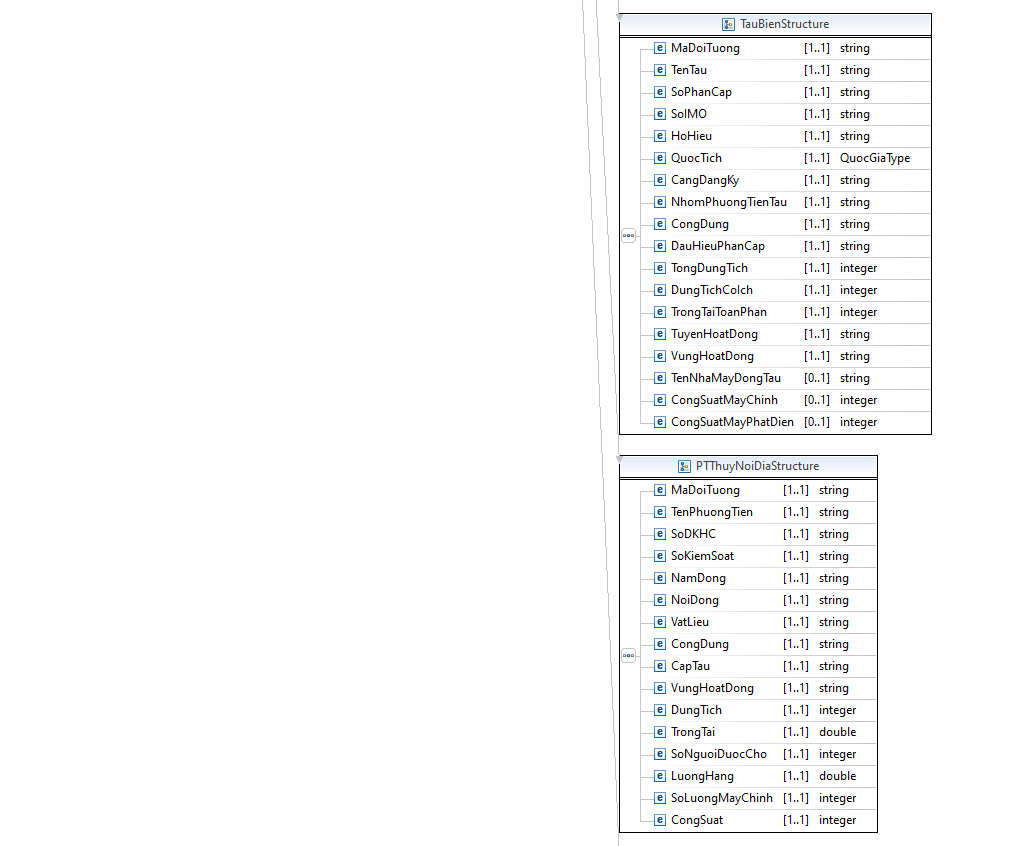 TauBienStructure
e MaDoiTuong [1..1] string
e TenTau [1..1] string
e SoPhanCap [1..1] string
e SoIMO [1..1] string
e HoHieu [1..1] string
e QuocTich [1..1] QuocGiaType
e CangDangKy [1..1] string
e NhomPhuongTienTau [1..1] string
e CongDung [1..1] string
e DauHieuPhanCap [1..1] string
e TongDungTich [1..1] integer
e DungTichCoIch [1..1] integer
e TrongTaiToanPhan [1..1] integer
e TuyenHoatDong [1..1] string
e VungHoatDong [1..1] string
e TenNhaMayDongTau [0..1] string
e CongSuatMayChinh [0..1] integer
e CongSuatMayPhatDien [0..1] integer
PTThuyNoiDiaStructure
e MaDoiTuong [1..1] string
e TenPhuongTien [1..1] string
e SoDKHC [1..1] string
e SoKiemSoat [1..1] string
e NamDong [1..1] string
e NoiDong [1..1] string
e VatLieu [1..1] string
e CongDung [1..1] string
e CapTau [1..1] string
e VungHoatDong [1..1] string
e DungTich [1..1] integer
e TrongTai [1..1] double
e SoNguoiDuocCho [1..1] integer
e LuongHang [1..1] double
e SoLuongMayChinh [1..1] integer
e CongSuat [1..1] integer